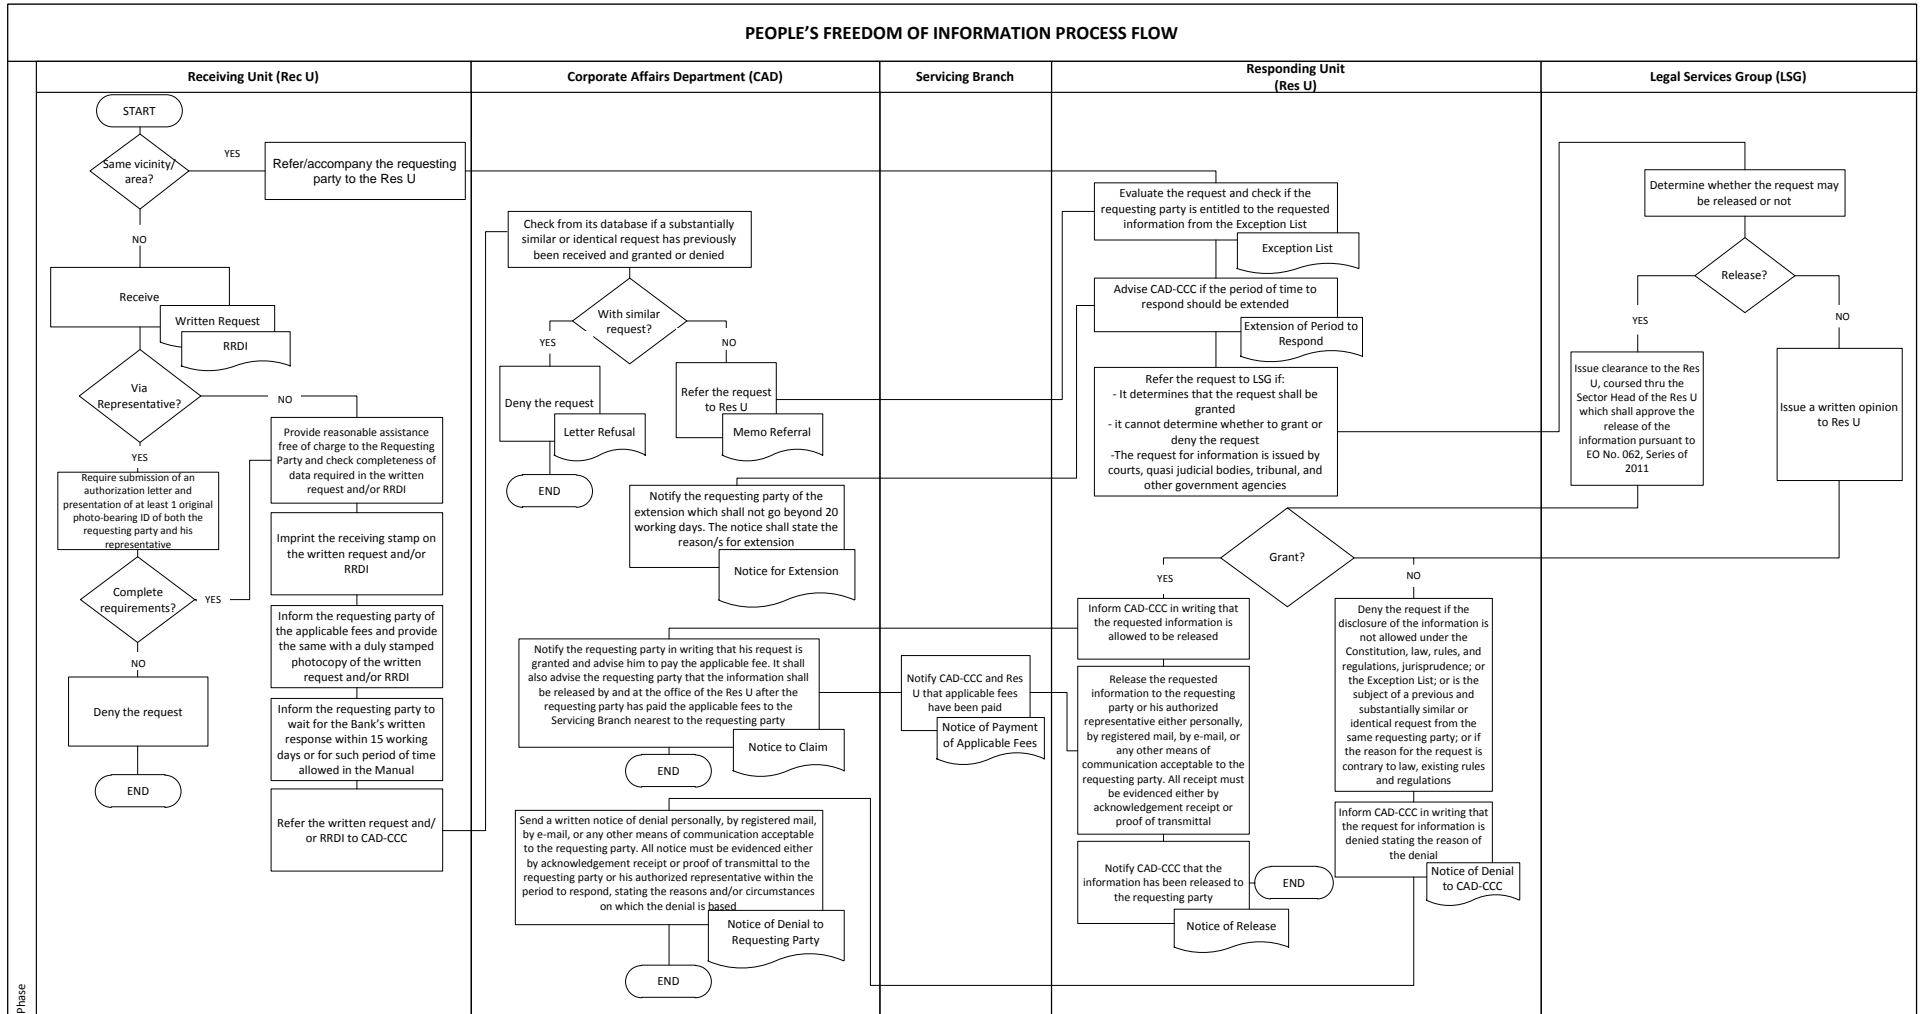 PEOPLE'S FREEDOM OF INFORMATION PROCESS FLOW
Receiving Unit (Rec U)
Corporate Affairs Department (CAD)
Servicing Branch
Responding Unit
(Res U)
Legal Services Group (LSG)
START
Same vicinity/
area?
YES
Refer/accompany the requesting
party to the Res U
NO
Receive
Written Request
RRDI
Via
Representative?
NO
YES
Require submission of an
authorization letter and
presentation of at least 1 original
photo-bearing ID of both the
requesting party and his
representative
Complete
requirements?
YES
NO
Deny the request
END
Provide reasonable assistance
free of charge to the Requesting
Party and check completeness of
data required in the written
request and/or RRDI
Imprint the receiving stamp on
the written request and/or
RRDI
Inform the requesting party of
the applicable fees and provide
the same with a duly stamped
photocopy of the written
request and/or RRDI
Inform the requesting party to
wait for the Bank's written
response within 15 working
days or for such period of time
allowed in the Manual
Refer the written request and/
or RRDI to CAD-CCC
Check from its database if a substantially
similar or identical request has previously
been received and granted or denied
With similar
request?
YES
NO
Deny the request
Letter Refusal
END
Refer the request
to Res U
Memo Referral
Notify the requesting party of the
extension which shall not go beyond 20
working days. The notice shall state the
reason/s for extension
Notice for Extension
Notify the requesting party in writing that his request is
granted and advise him to pay the applicable fee. It shall
also advise the requesting party that the information shall
be released by and at the office of the Res U after the
requesting party has paid the applicable fees to the
Servicing Branch nearest to the requesting party
Notice to Claim
END
Send a written notice of denial personally, by registered mail,
by e-mail, or any other means of communication acceptable
to the requesting party. All notice must be evidenced either
by acknowledgement receipt or proof of transmittal to the
requesting party or his authorized representative within the
period to respond, stating the reasons and/or circumstances
on which the denial is based
Notice of Denial to
Requesting Party
END
Notify CAD-CCC and Res
U that applicable fees
have been paid
Notice of Payment
of Applicable Fees
Evaluate the request and check if the
requesting party is entitled to the requested
information from the Exception List
Exception List
Advise CAD-CCC if the period of time to
respond should be extended
Extension of Period to
Respond
Refer the request to LSG if:
- It determines that the request shall be
granted
- it cannot determine whether to grant or
deny the request
-The request for information is issued by
courts, quasi judicial bodies, tribunal, and
other government agencies
Grant?
YES
NO
Inform CAD-CCC in writing that
the requested information is
allowed to be released
Release the requested
information to the requesting
party or his authorized
representative either personally,
by registered mail, by e-mail, or
any other means of
communication acceptable to the
requesting party. All receipt must
be evidenced either by
acknowledgement receipt or
proof of transmittal
Notify CAD-CCC that the
information has been released to
the requesting party
Notice of Release
END
Deny the request if the
disclosure of the information is
not allowed under the
Constitution, law, rules, and
regulations, jurisprudence; or
the Exception List; or is the
subject of a previous and
substantially similar or
identical request from the
same requesting party; or if
the reason for the request is
contrary to law, existing rules
and regulations
Inform CAD-CCC in writing that
the request for information is
denied stating the reason of
the denial
Notice of Denial
to CAD-CCC
Determine whether the request may
be released or not
Release?
YES
NO
Issue clearance to the Res
U, coursed thru the
Sector Head of the Res U
which shall approve the
release of the
information pursuant to
EO No. 062, Series of
2011
Issue a written opinion
to Res U
Phase